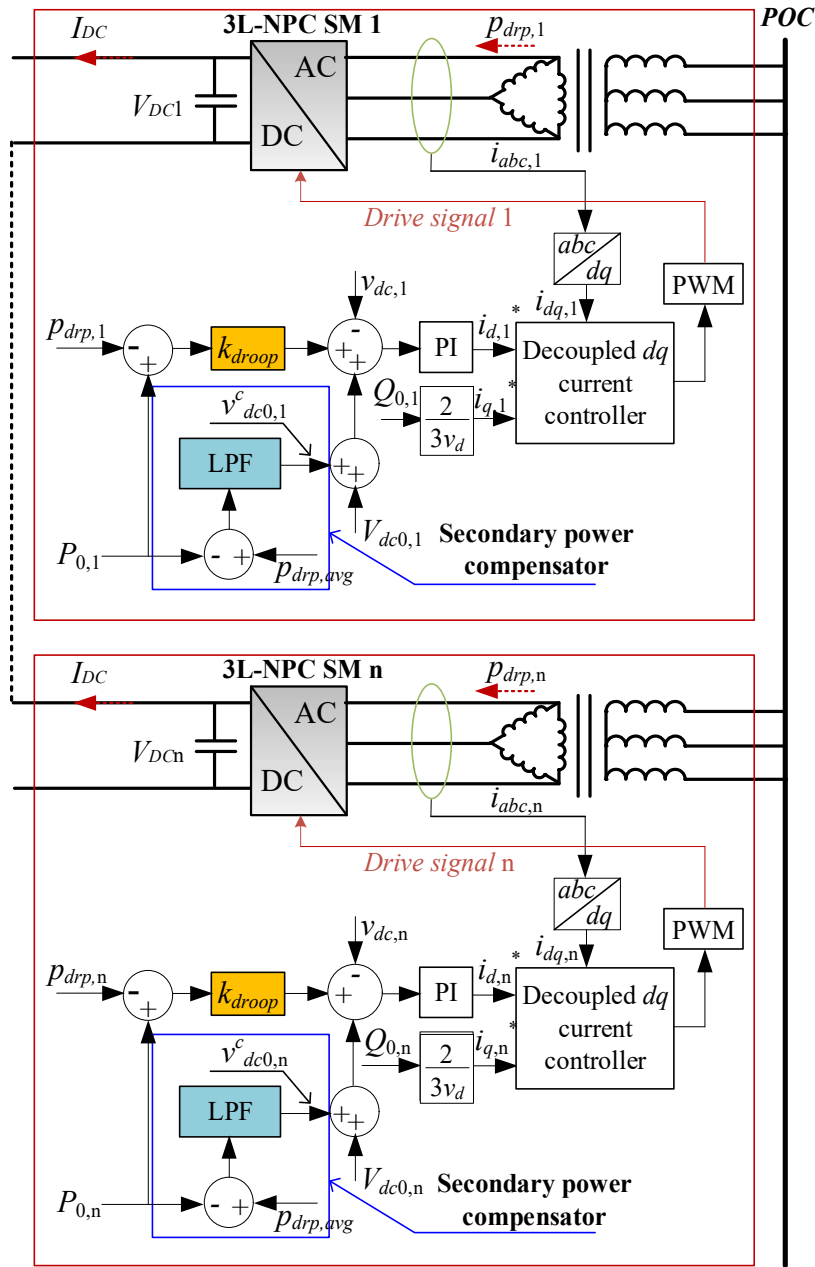 POC
3L-NPC SM 1
I_DC
p_drp,1
AC
DC
V_DC1
i_abc,1
Drive signal 1
abc
dq
PWM
v_dc,1
i_dq,1
p_drp,1
-
+
k_droop
-
+
+
PI
i_d,1
*
Decoupled dq
current
controller
v^c_dc0,1
Q_0,1
2
3v_d
i_q,1
*
LPF
+
+
V_dc0,1
P_0,1
-
+
p_drp,avg
Secondary power
compensator
3L-NPC SM n
I_DC
p_drp,n
AC
DC
V_DCn
i_abc,n
Drive signal n
abc
dq
PWM
v_dc,n
i_dq,n
p_drp,n
-
+
k_droop
-
+
PI
i_d,n
*
Decoupled dq
current
controller
v^c_dc0,n
Q_0,n
2
3v_d
i_q,n
*
LPF
+
+
V_dc0,n
P_0,n
-
+
p_drp,avg
Secondary power
compensator